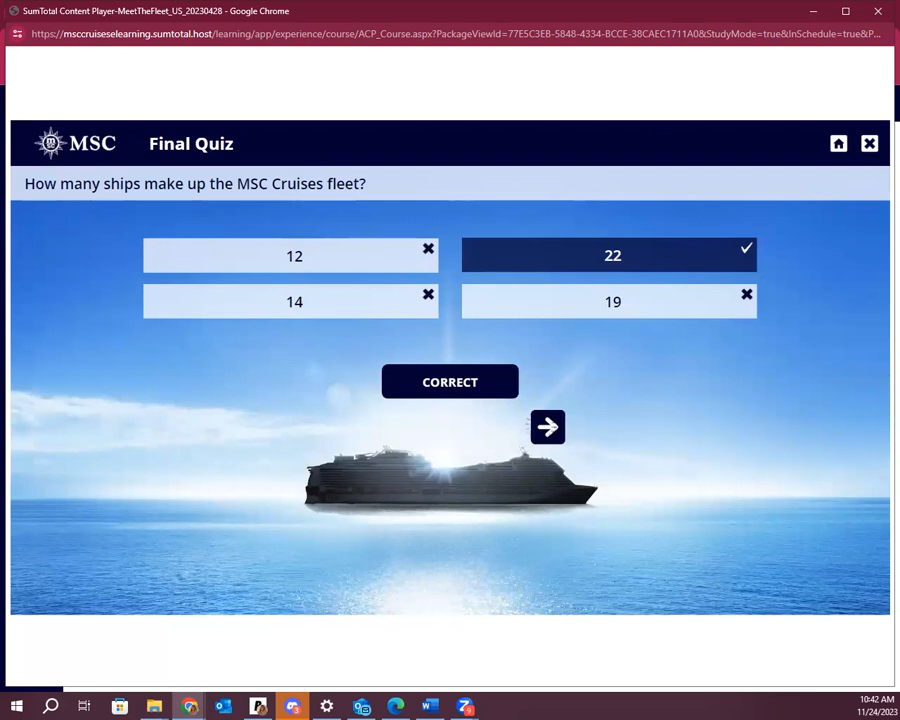 SumTotal Content Player-MeetTheFleet_US_20230428 - Google Chrome
https://msccruiseselearning.sumtotal.host/learning/app/experience/course/ACP_Course.aspx?PackageViewId=77E5C3EB-5848-4334-BCCE-38CAEC1711A0&StudyMode=true&InSchedule=true&P...
MSC Final Quiz
How many ships make up the MSC Cruises fleet?
12 22
14 19
CORRECT
10:42 AM
11/24/2023